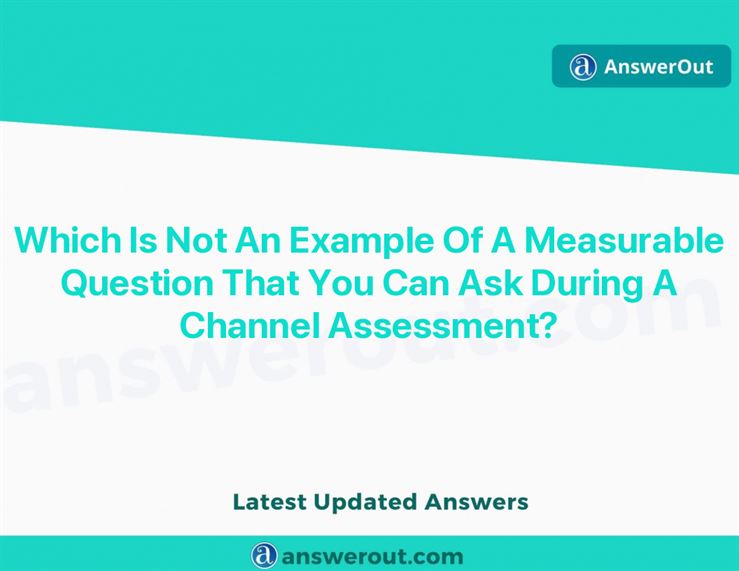 AnswerOut
Which Is Not An Example Of A Measurable
Question That You Can Ask During A
Channel Assessment?
answerout.com
Latest Updated Answers
answerout.com